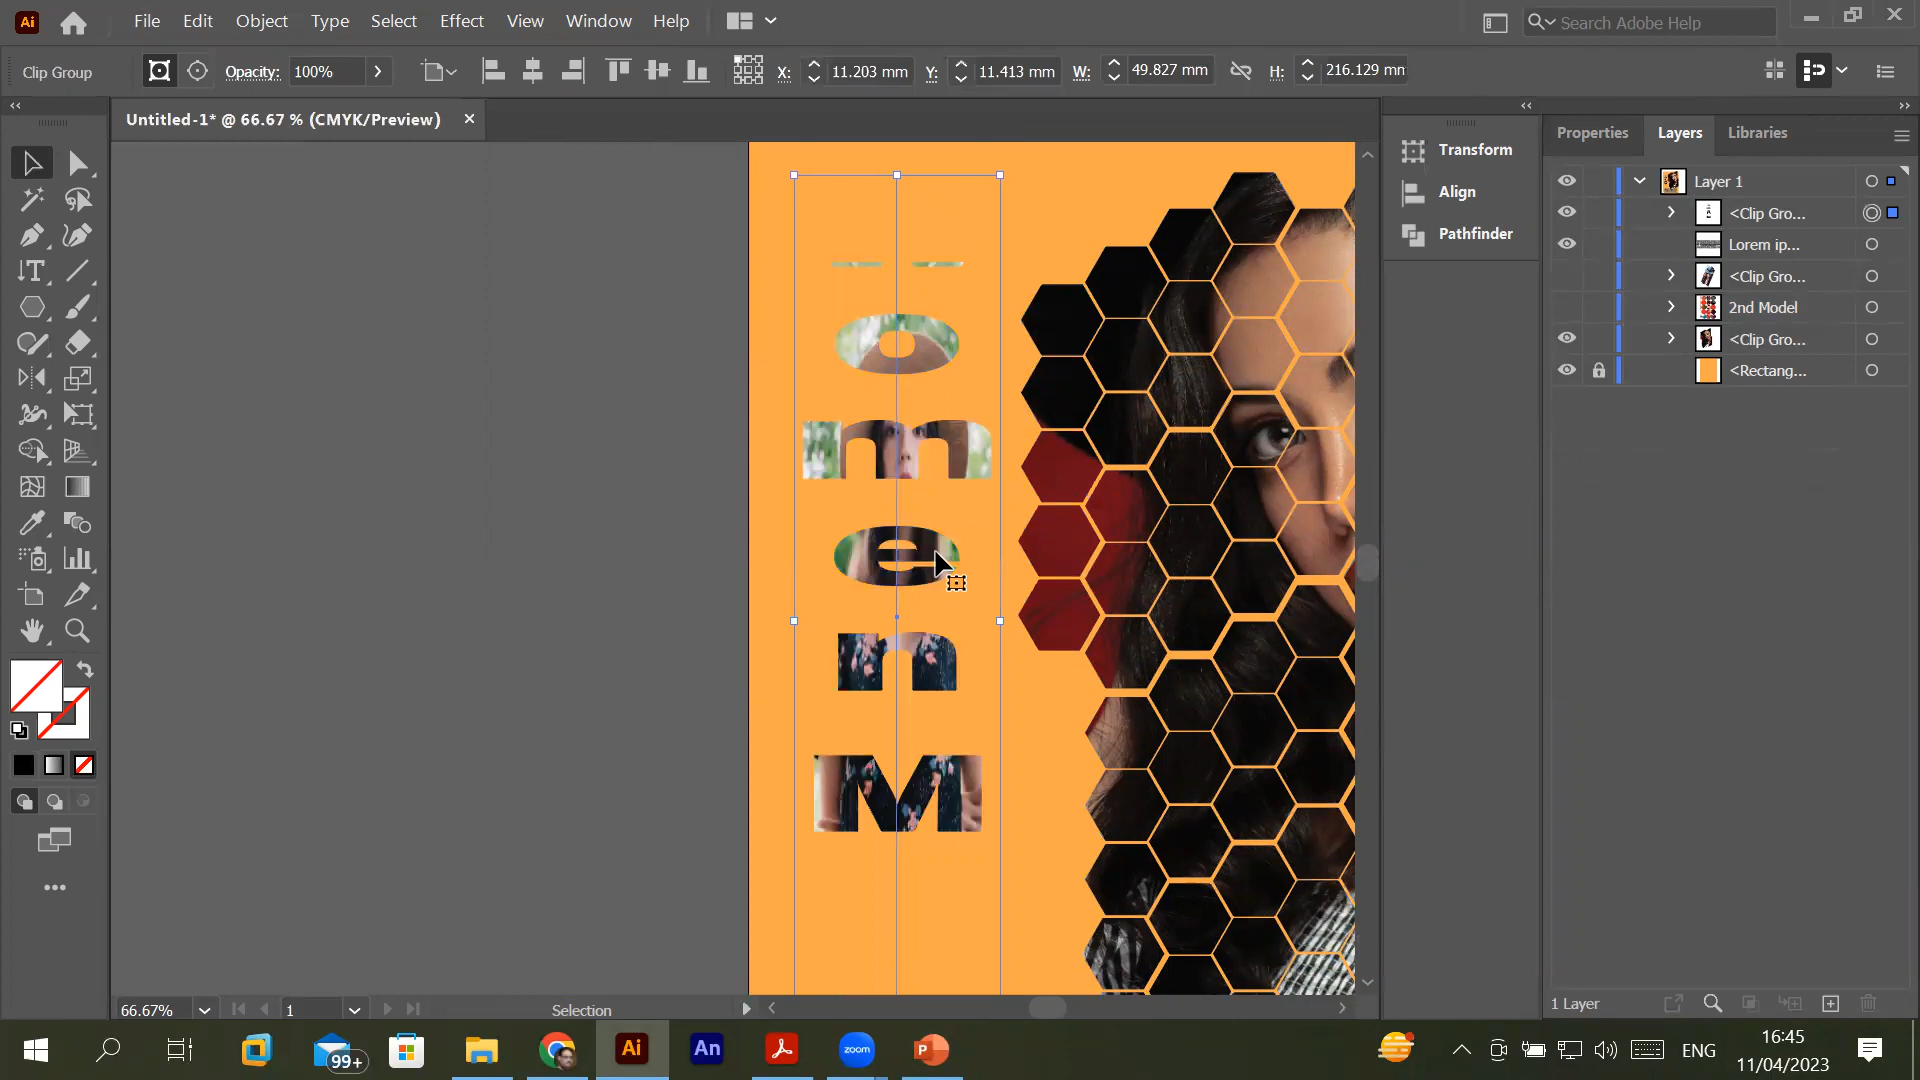 Ai File Edit Object Type Select Effect View Window Help Search Adobe Help
Clip Group Opacity: 100% X: 11.203 mm Y: 11.413 mm W: 49.827 mm H: 216.129 mn
Untitled-1* @ 66.67 % (CMYK/Preview)
Transform
Align
Pathfinder
Properties Layers Libraries
Layer 1
<Clip Gro...
Lorem ip...
<Clip Gro...
2nd Model
<Clip Gro...
<Rectang...
o
m
e
n
M
66.67% 1 Selection
1 Layer
99+ Ai An zoom P ENG
16:45
11/04/2023